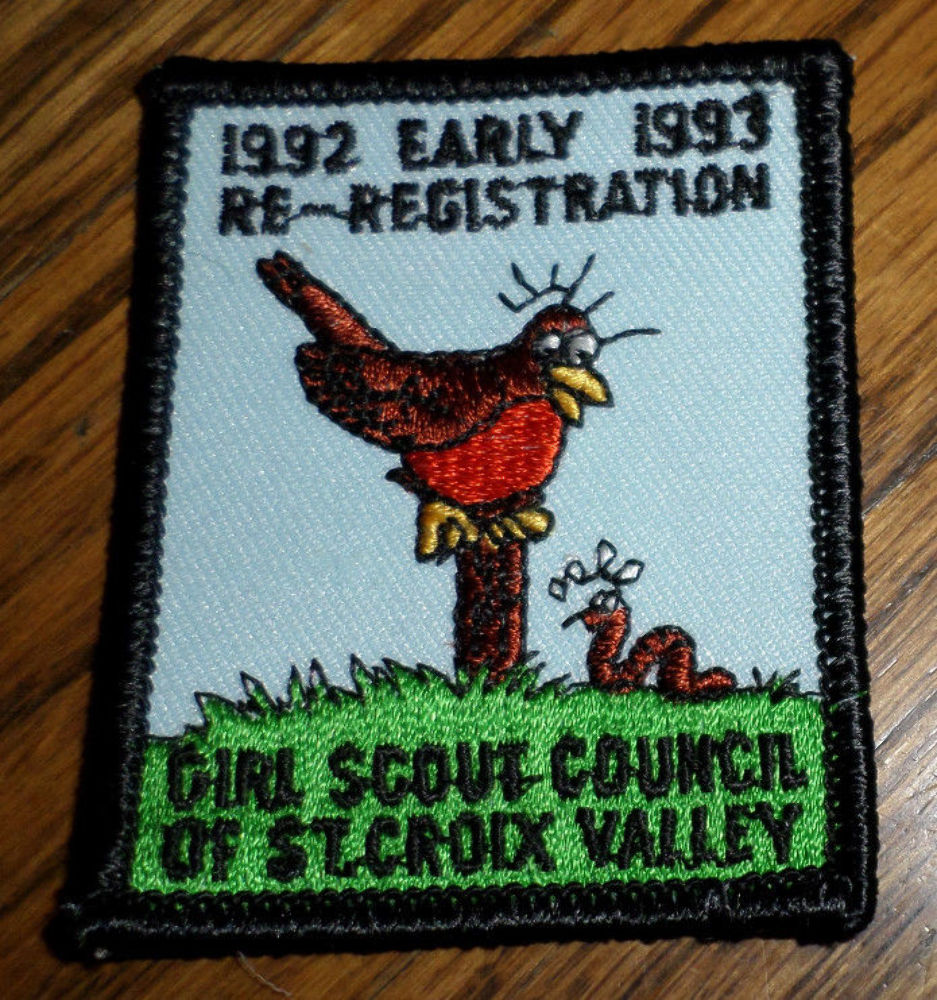 1992 EARLY 1993
RE-REGISTRATION
GIRL SCOUT COUNCIL
OF ST.CROIX VALLEY